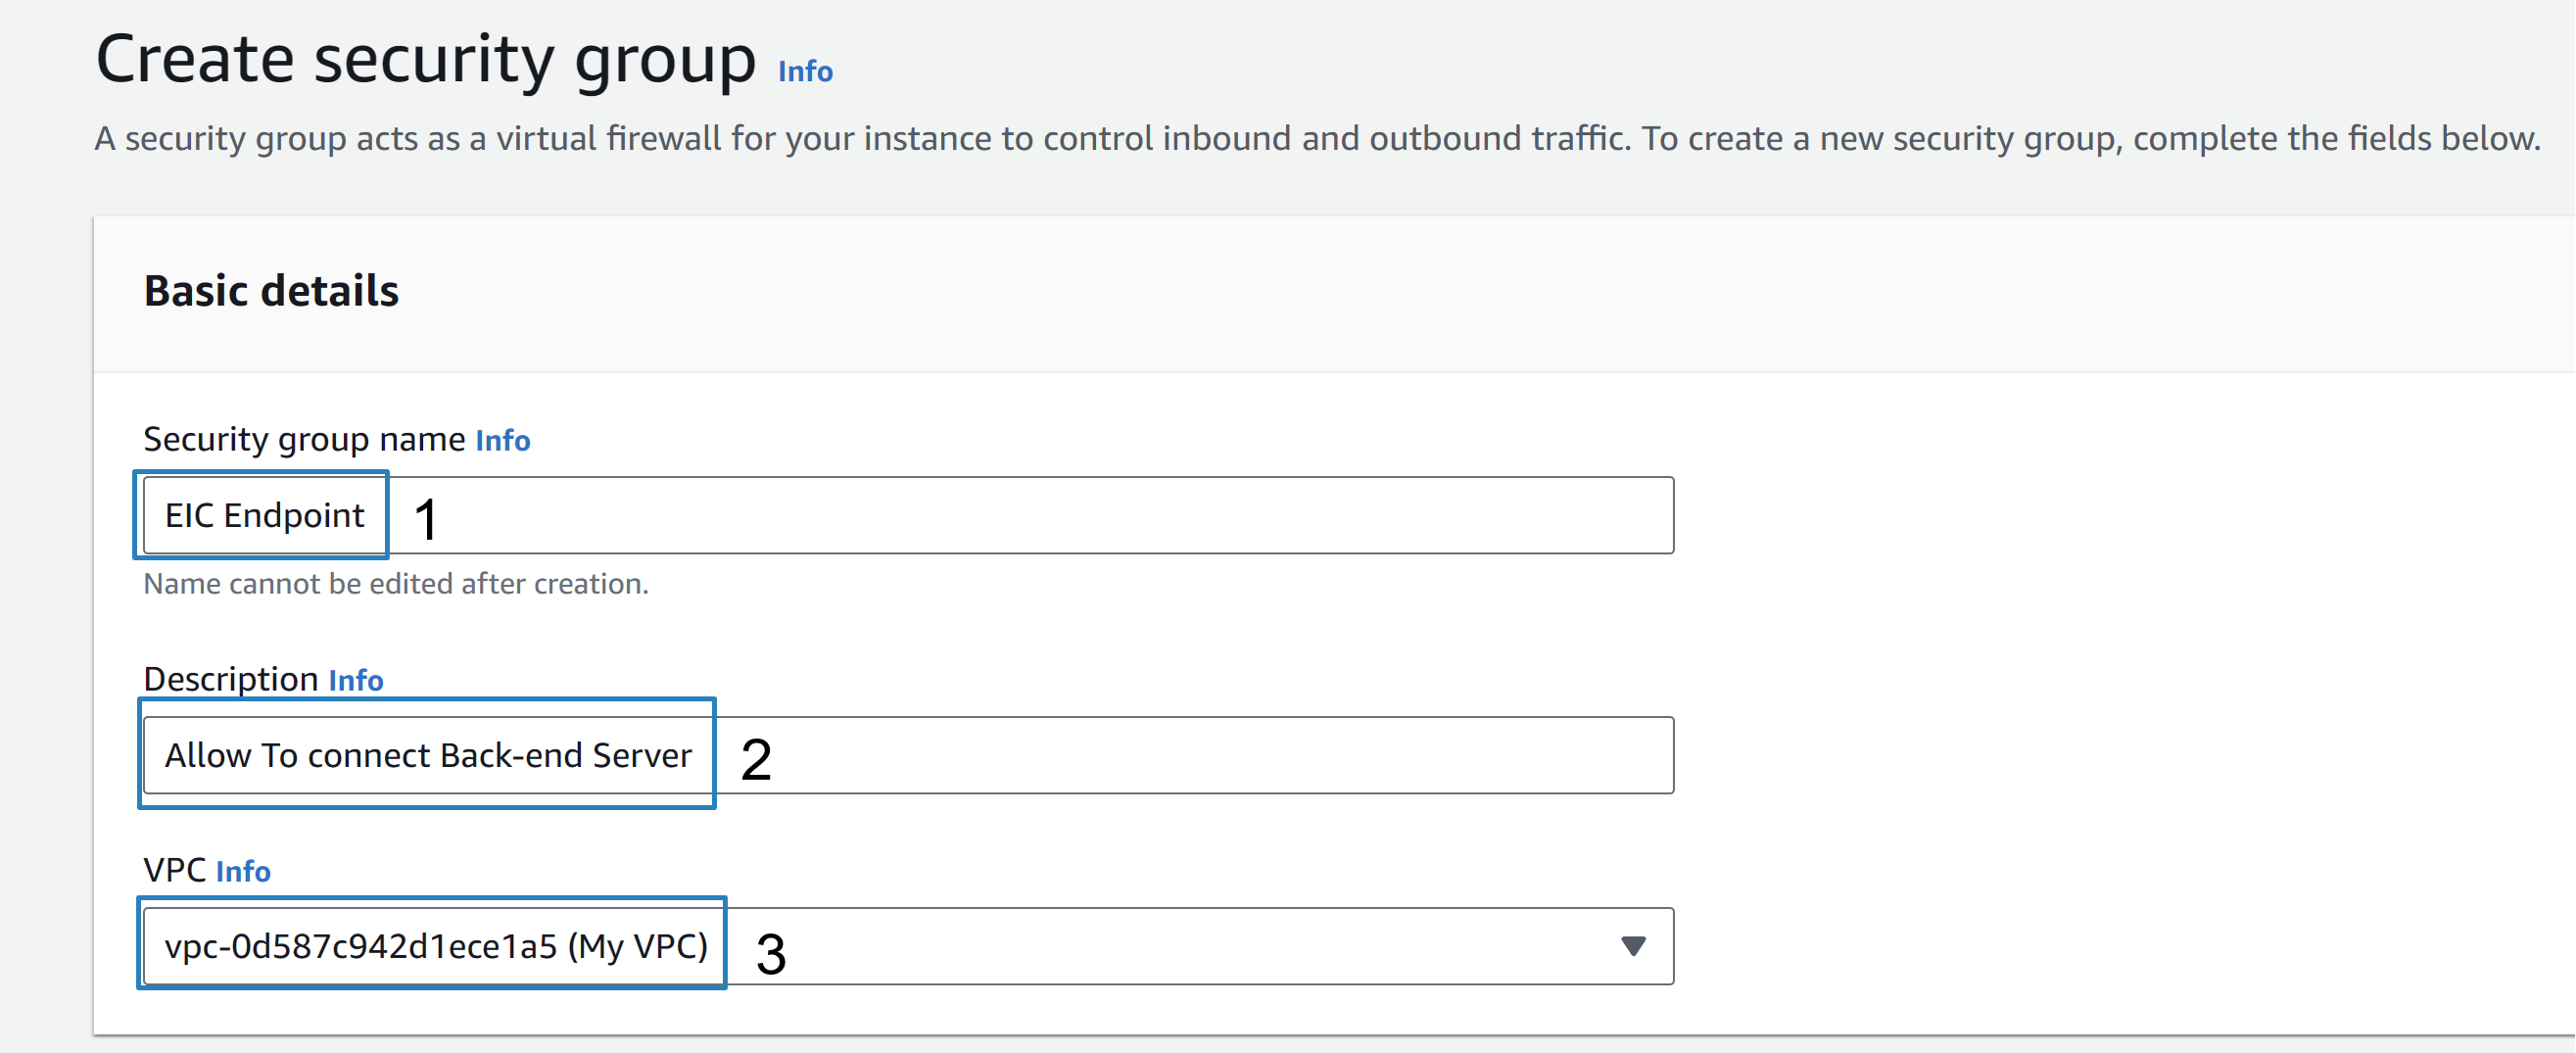 Create security group Info
A security group acts as a virtual firewall for your instance to control inbound and outbound traffic. To create a new security group, complete the fields below.
Basic details
Security group name Info
EIC Endpoint 1
Name cannot be edited after creation.
Description Info
Allow To connect Back-end Server 2
VPC Info
vpc-0d587c942d1ece1a5 (My VPC) 3